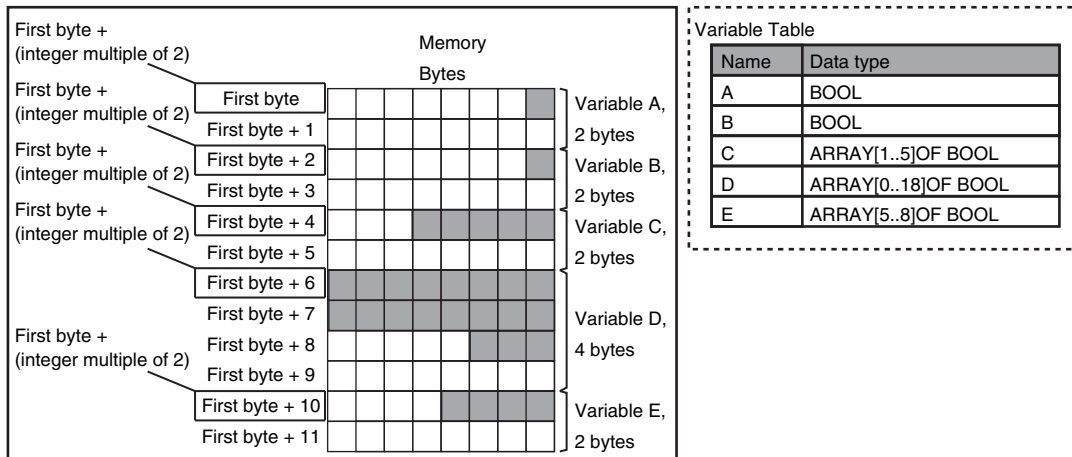 First byte +
(integer multiple of 2)
First byte +
(integer multiple of 2)
First byte +
(integer multiple of 2)
First byte +
(integer multiple of 2)
First byte +
(integer multiple of 2)
Memory
Bytes
First byte
First byte + 1
First byte + 2
First byte + 3
First byte + 4
First byte + 5
First byte + 6
First byte + 7
First byte + 8
First byte + 9
First byte + 10
First byte + 11
Variable A,
2 bytes
Variable B,
2 bytes
Variable C,
2 bytes
Variable D,
4 bytes
Variable E,
2 bytes
Variable Table
Name Data type
A BOOL
B BOOL
C ARRAY[1..5]OF BOOL
D ARRAY[0..18]OF BOOL
E ARRAY[5..8]OF BOOL